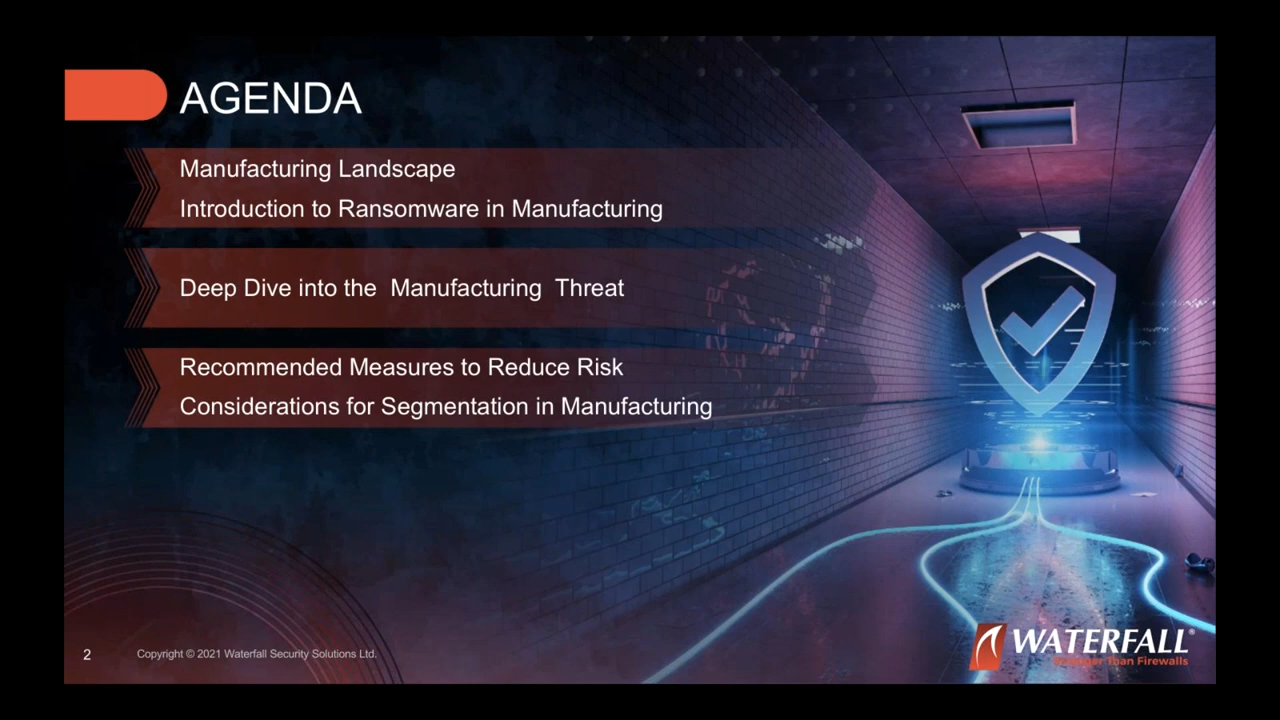 AGENDA
Manufacturing Landscape
Introduction to Ransomware in Manufacturing
Deep Dive into the  Manufacturing  Threat
Recommended Measures to Reduce Risk
Considerations for Segmentation in Manufacturing
2
Copyright © 2021 Waterfall Security Solutions Ltd.
WATERFALL®
Stronger Than Firewalls